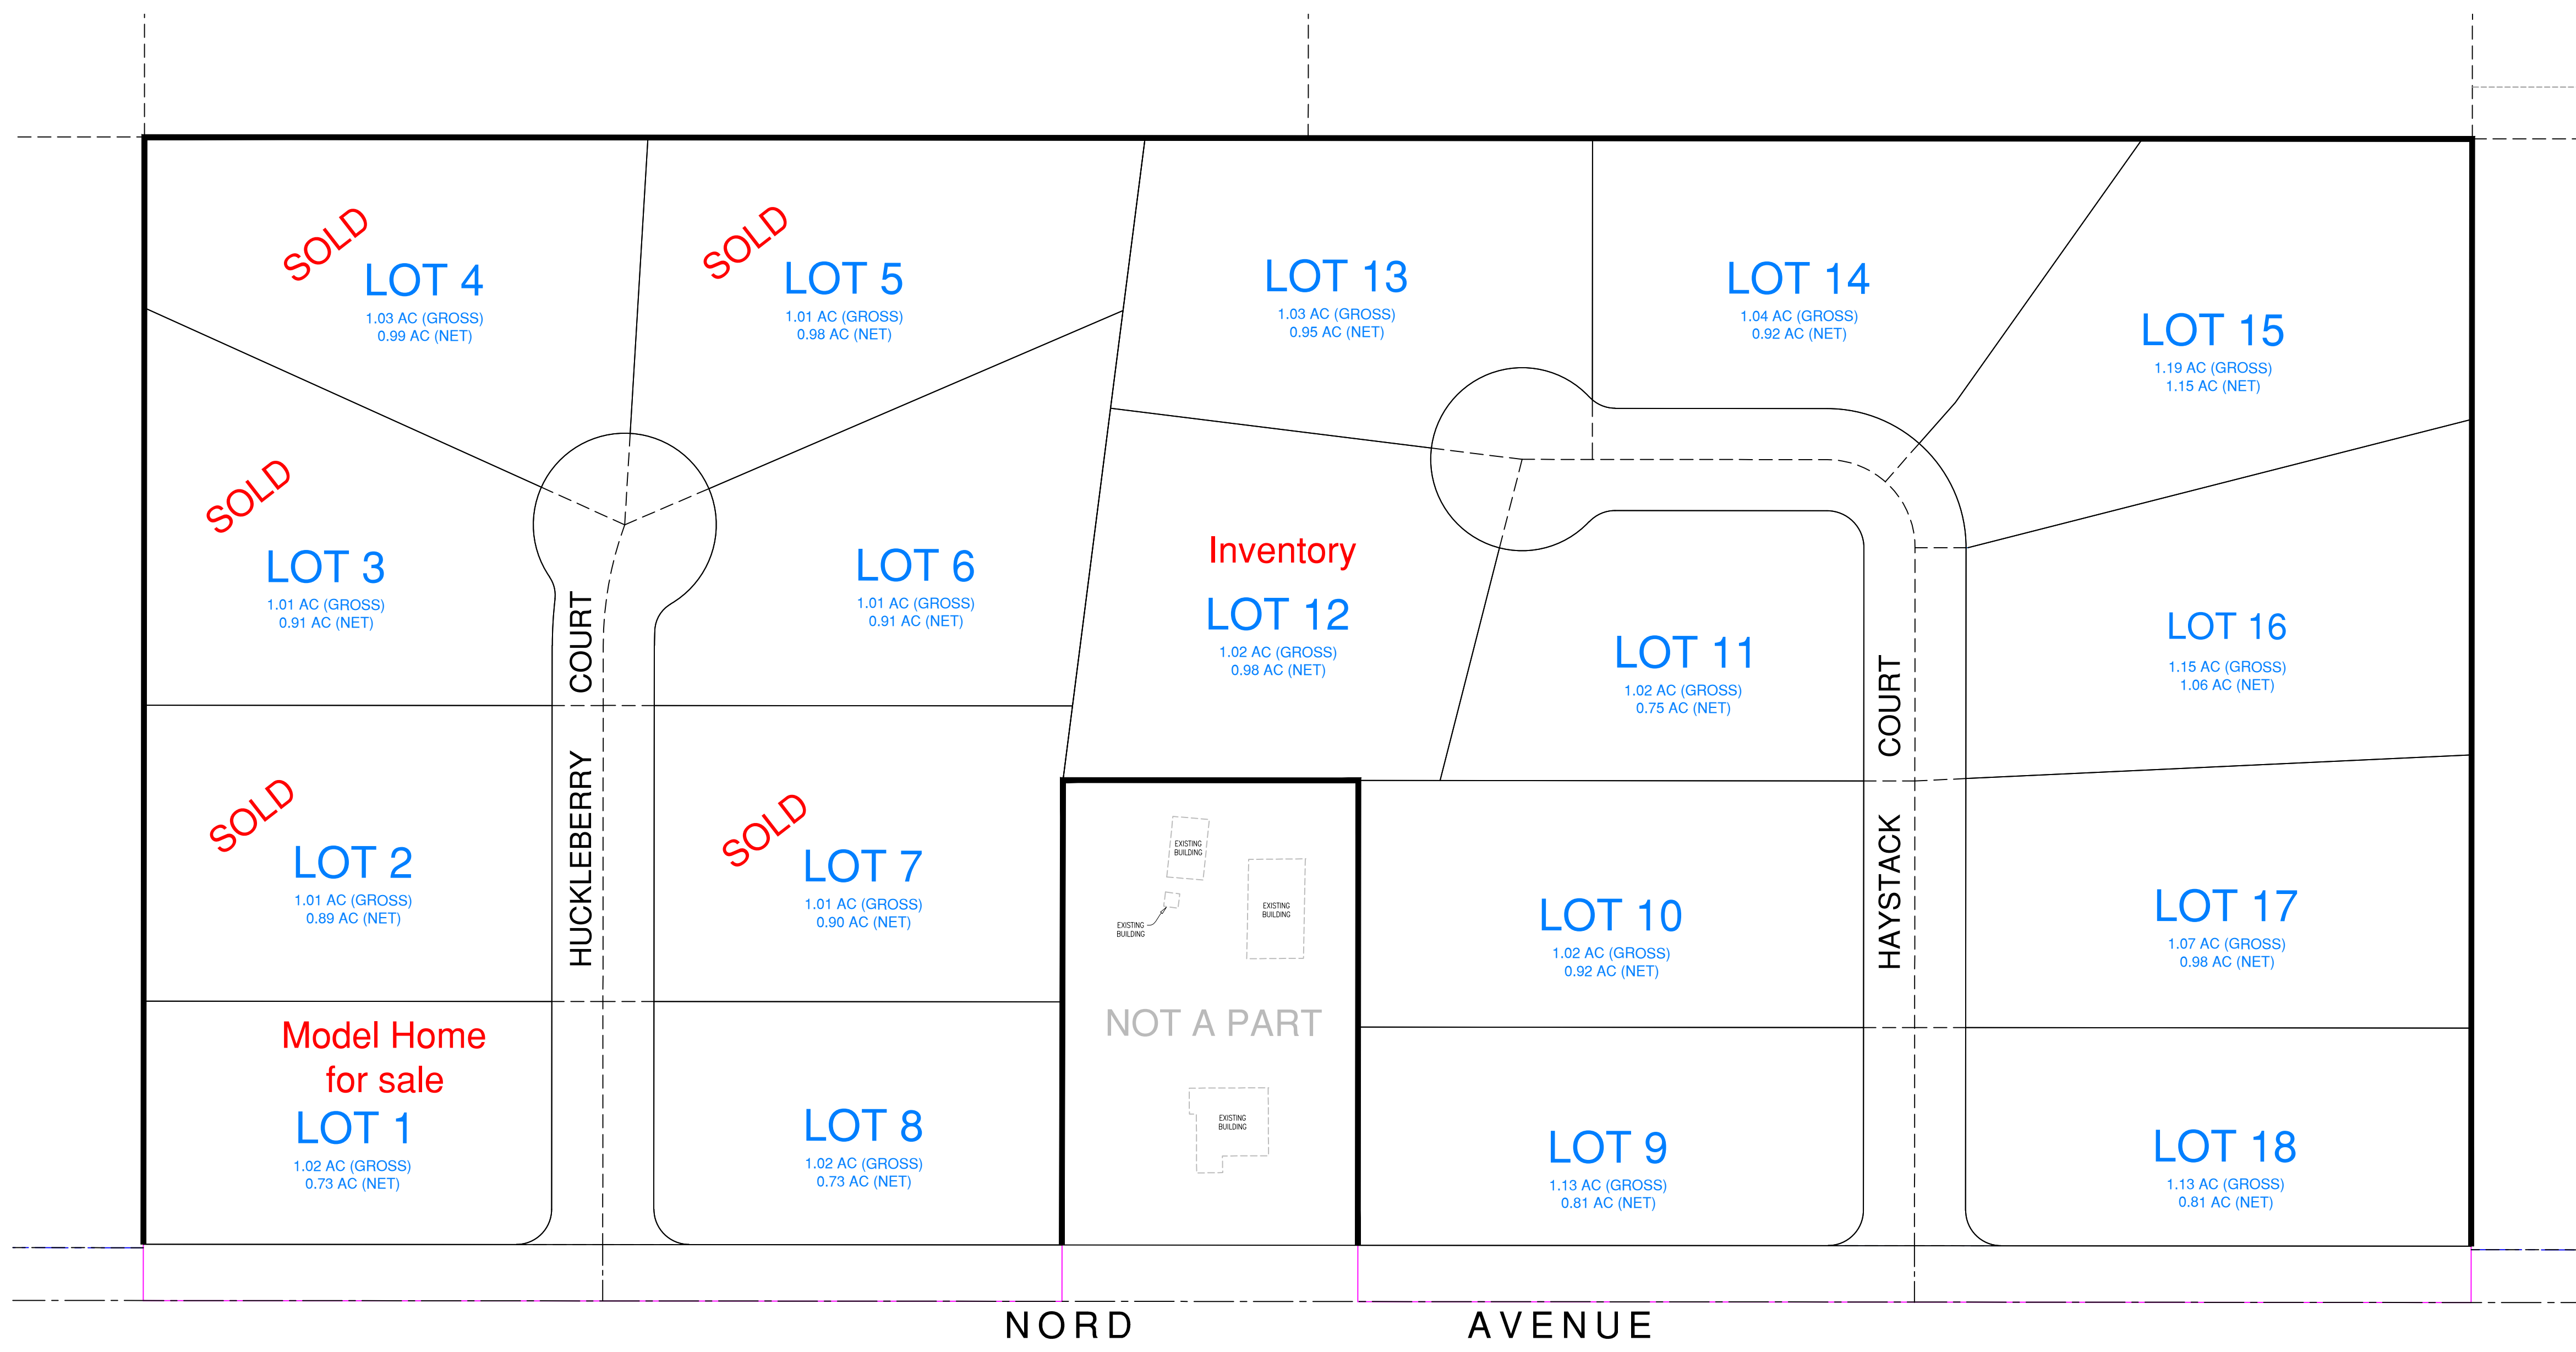 SOLD
LOT 4
1.03 AC (GROSS)
0.99 AC (NET)
SOLD
LOT 5
1.01 AC (GROSS)
0.98 AC (NET)
LOT 13
1.03 AC (GROSS)
0.95 AC (NET)
LOT 14
1.04 AC (GROSS)
0.92 AC (NET)
LOT 15
1.19 AC (GROSS)
1.15 AC (NET)
SOLD
LOT 3
1.01 AC (GROSS)
0.91 AC (NET)
LOT 6
1.01 AC (GROSS)
0.91 AC (NET)
Inventory
LOT 12
1.02 AC (GROSS)
0.98 AC (NET)
LOT 11
1.02 AC (GROSS)
0.75 AC (NET)
LOT 16
1.15 AC (GROSS)
1.06 AC (NET)
HUCKLEBERRY COURT
HAYSTACK COURT
SOLD
LOT 2
1.01 AC (GROSS)
0.89 AC (NET)
SOLD
LOT 7
1.01 AC (GROSS)
0.90 AC (NET)
EXISTING
BUILDING
EXISTING
BUILDING
EXISTING
BUILDING
NOT A PART
EXISTING
BUILDING
LOT 10
1.02 AC (GROSS)
0.92 AC (NET)
LOT 17
1.07 AC (GROSS)
0.98 AC (NET)
Model Home
for sale
LOT 1
1.02 AC (GROSS)
0.73 AC (NET)
LOT 8
1.02 AC (GROSS)
0.73 AC (NET)
LOT 9
1.13 AC (GROSS)
0.81 AC (NET)
LOT 18
1.13 AC (GROSS)
0.81 AC (NET)
NORD AVENUE